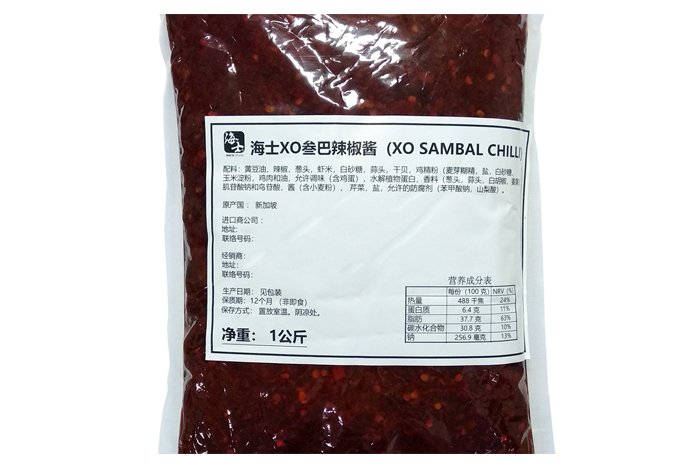 海士
海士XO叁巴辣椒酱（XO SAMBAL CHILLI)
配料：黄豆油，辣椒，葱头，虾米，白砂糖，蒜头，干贝，鸡精粉（麦芽糊精，盐，白砂糖，
玉米淀粉，鸡肉和油，允许调味（含鸡蛋），水解植物蛋白，香料（葱头，蒜头，白胡椒，
肌苷酸钠和鸟苷酸，酱（含小麦粉），芹菜，盐，允许的防腐剂（苯甲酸钠，山梨酸）。
原产国：新加坡
进口商公司：
地址：
联络号码：
经销商：
地址：
联络号码：
生产日期：见包装
保质期：12个月（非即食）
保存方式：置放室温。阴凉处。
净重：1公斤
营养成分表
每份（100 克） NRV (%)
热量 488 千焦 24%
蛋白质 6.4 克 11%
脂肪 37.7 克 63%
碳水化合物 30.8 克 10%
钠 256.9 毫克 13%